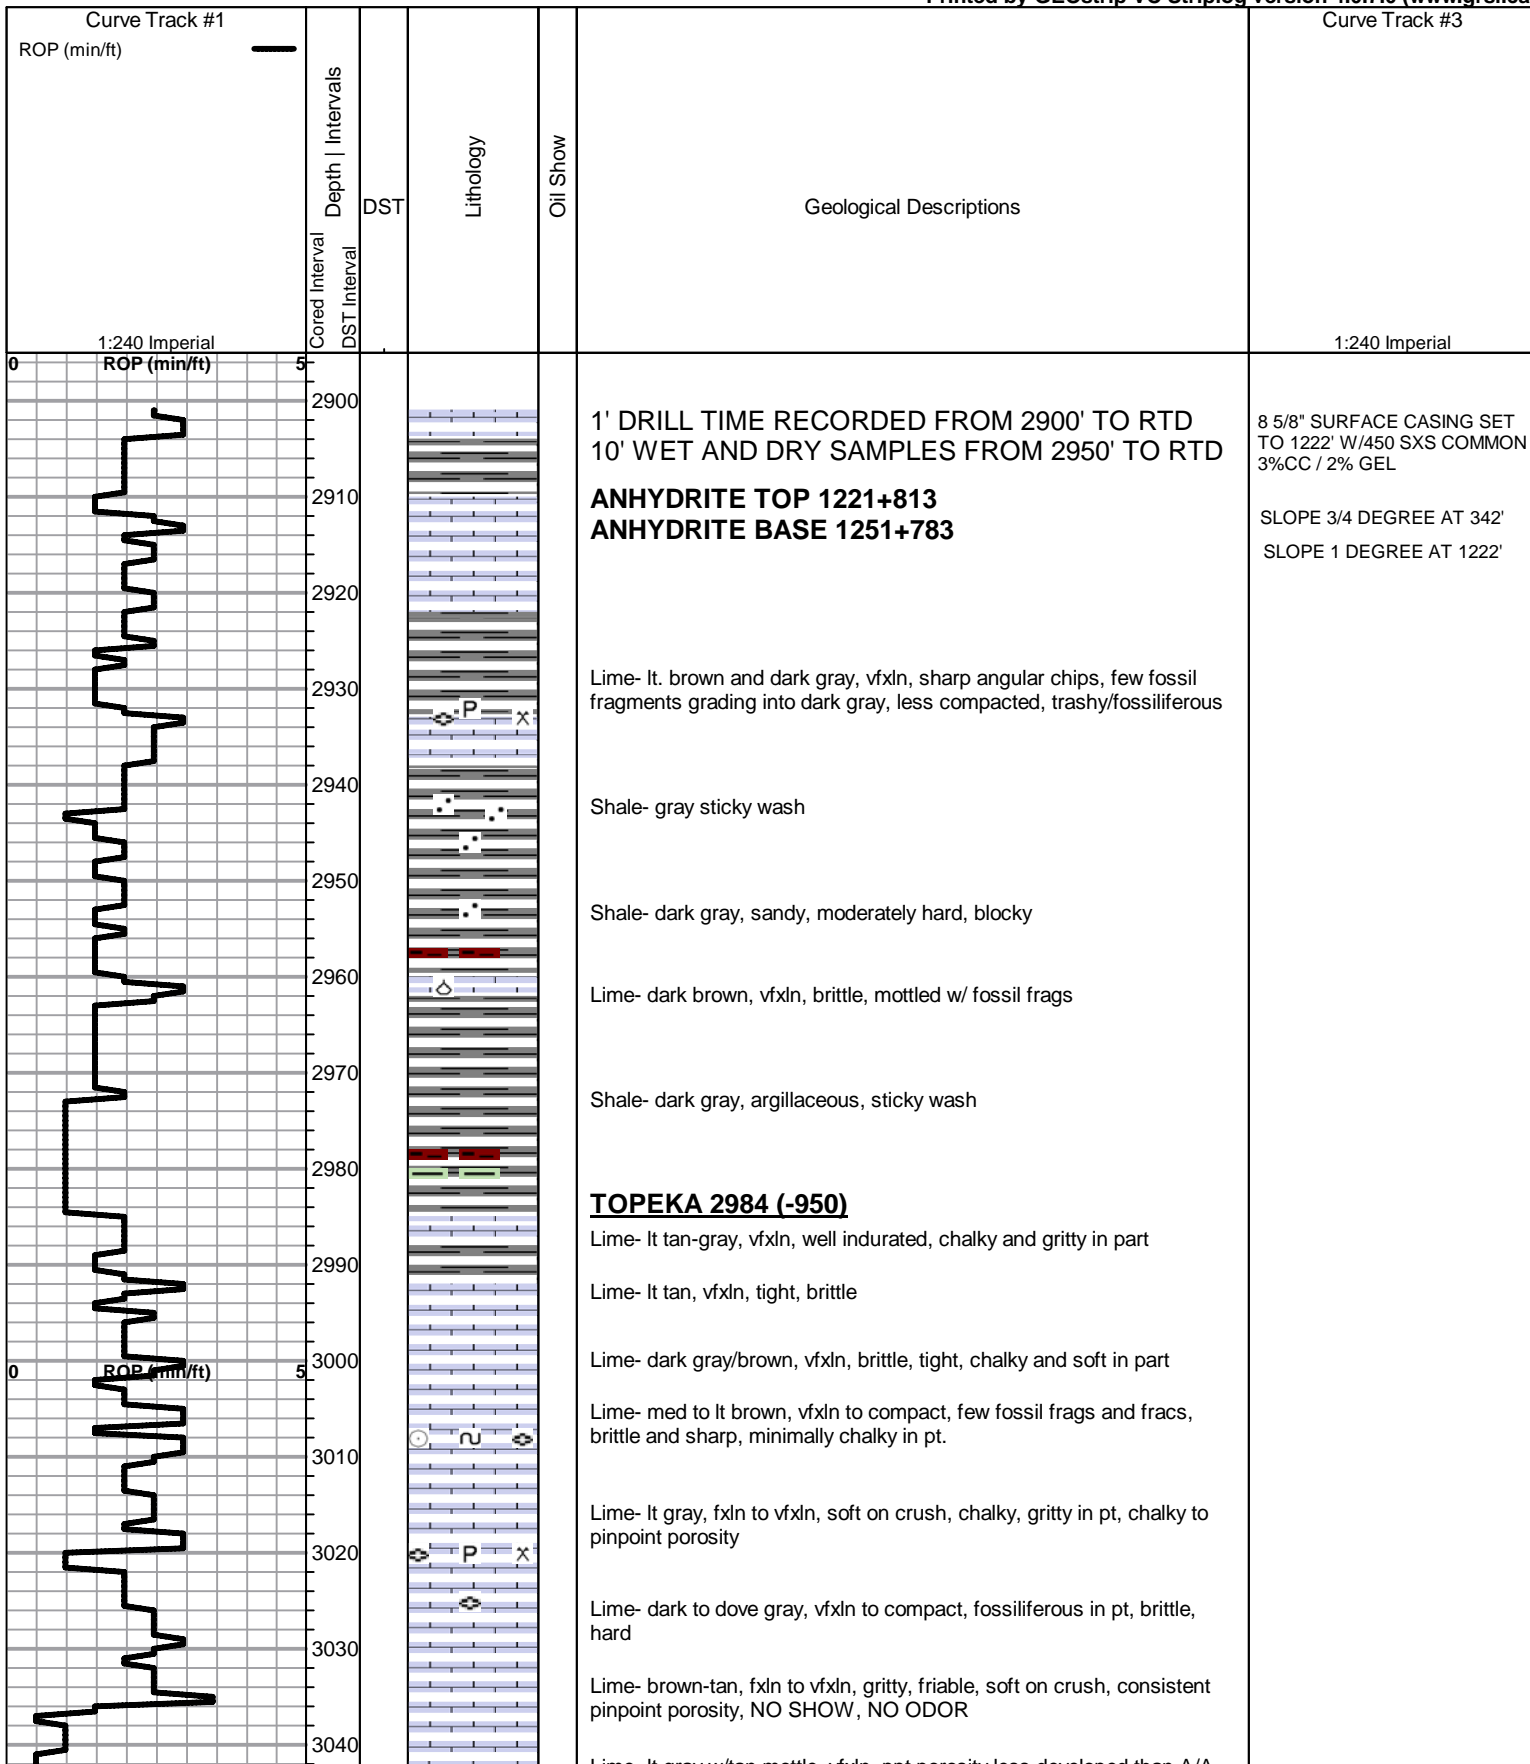 Curve Track #1
ROP (min/ft)
1:240 Imperial
Depth | Intervals
Cored Interval
DST Interval
DST
Lithology
Oil Show
Geological Descriptions
Curve Track #3
1:240 Imperial
0 ROP (min/ft) 5
2900
1' DRILL TIME RECORDED FROM 2900' TO RTD
10' WET AND DRY SAMPLES FROM 2950' TO RTD
8 5/8" SURFACE CASING SET
TO 1222' W/450 SXS COMMON
3%CC / 2% GEL
2910
ANHYDRITE TOP 1221+813
ANHYDRITE BASE 1251+783
SLOPE 3/4 DEGREE AT 342'
SLOPE 1 DEGREE AT 1222'
2920
2930
Lime- lt. brown and dark gray, vfxln, sharp angular chips, few fossil
fragments grading into dark gray, less compacted, trashy/fossiliferous
P
2940
Shale- gray sticky wash
2950
Shale- dark gray, sandy, moderately hard, blocky
2960
Lime- dark brown, vfxln, brittle, mottled w/ fossil frags
2970
Shale- dark gray, argillaceous, sticky wash
2980
TOPEKA 2984 (-950)
Lime- lt tan-gray, vfxln, well indurated, chalky and gritty in part
2990
Lime- lt tan, vfxln, tight, brittle
3000
0 ROP (min/ft) 5
Lime- dark gray/brown, vfxln, brittle, tight, chalky and soft in part
Lime- med to lt brown, vfxln to compact, few fossil frags and fracs,
brittle and sharp, minimally chalky in pt.
3010
Lime- lt gray, fxln to vfxln, soft on crush, chalky, gritty in pt, chalky to
pinpoint porosity
3020
P
Lime- dark to dove gray, vfxln to compact, fossiliferous in pt, brittle,
hard
3030
Lime- brown-tan, fxln to vfxln, gritty, friable, soft on crush, consistent
pinpoint porosity, NO SHOW, NO ODOR
3040